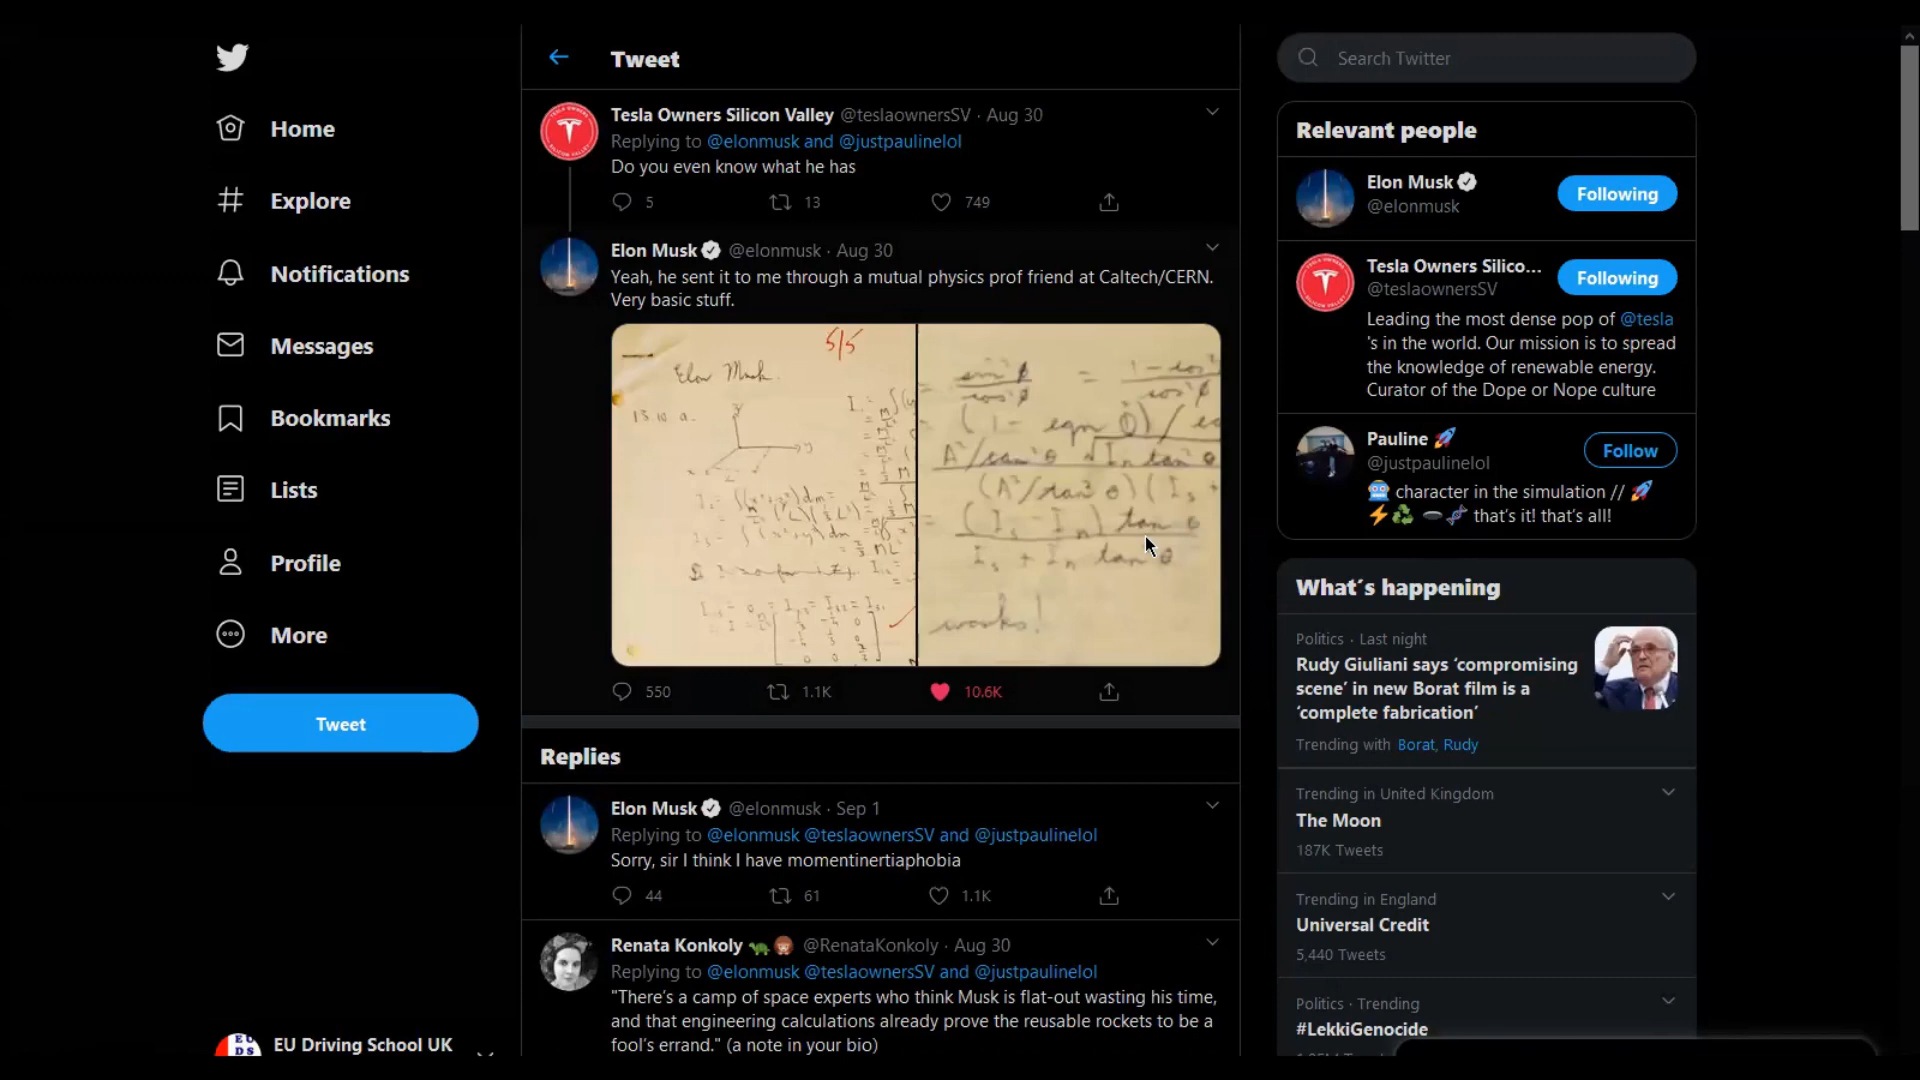 Home
Explore
Notifications
Messages
Bookmarks
Lists
Profile
More
Tweet
EU Driving School UK
Tweet
Tesla Owners Silicon Valley @teslaownersSV · Aug 30
Replying to @elonmusk and @justpaulinelol
Do you even know what he has
5 13 749
Elon Musk @elonmusk · Aug 30
Yeah, he sent it to me through a mutual physics prof friend at Caltech/CERN.
Very basic stuff.
5/5
Elon Musk
13.10 a.
works!
550 1.1K 10.6K
Replies
Elon Musk @elonmusk · Sep 1
Replying to @elonmusk @teslaownersSV and @justpaulinelol
Sorry, sir I think I have momentinertiaphobia
44 61 1.1K
Renata Konkoly @RenataKonkoly · Aug 30
Replying to @elonmusk @teslaownersSV and @justpaulinelol
"There's a camp of space experts who think Musk is flat-out wasting his time,
and that engineering calculations already prove the reusable rockets to be a
fool's errand." (a note in your bio)
Search Twitter
Relevant people
Elon Musk
@elonmusk
Following
Tesla Owners Silico...
@teslaownersSV
Following
Leading the most dense pop of @tesla
's in the world. Our mission is to spread
the knowledge of renewable energy.
Curator of the Dope or Nope culture
Pauline
@justpaulinelol
Follow
character in the simulation //
that's it! that's all!
What's happening
Politics · Last night
Rudy Giuliani says 'compromising
scene' in new Borat film is a
'complete fabrication'
Trending with Borat, Rudy
Trending in United Kingdom
The Moon
187K Tweets
Trending in England
Universal Credit
5,440 Tweets
Politics · Trending
#LekkiGenocide